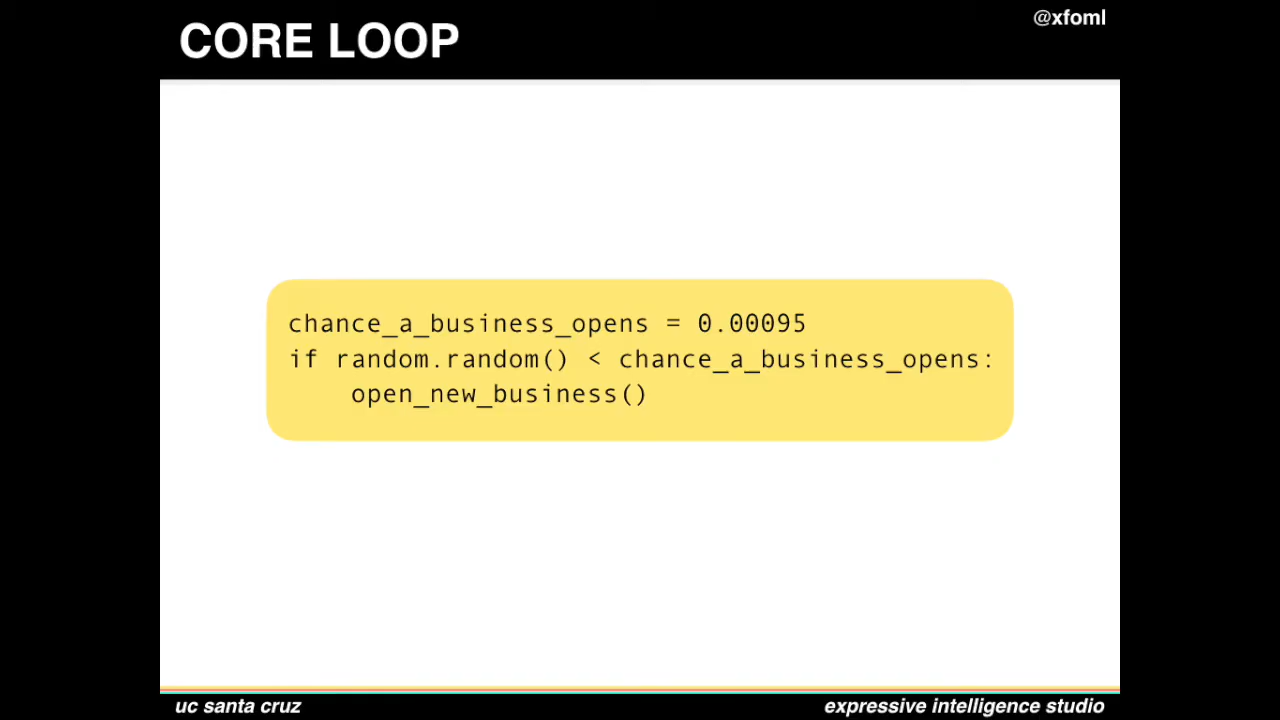 CORE LOOP
@xfoml
chance_a_business_opens = 0.00095
if random.random() < chance_a_business_opens:
    open_new_business()
uc santa cruz
expressive intelligence studio